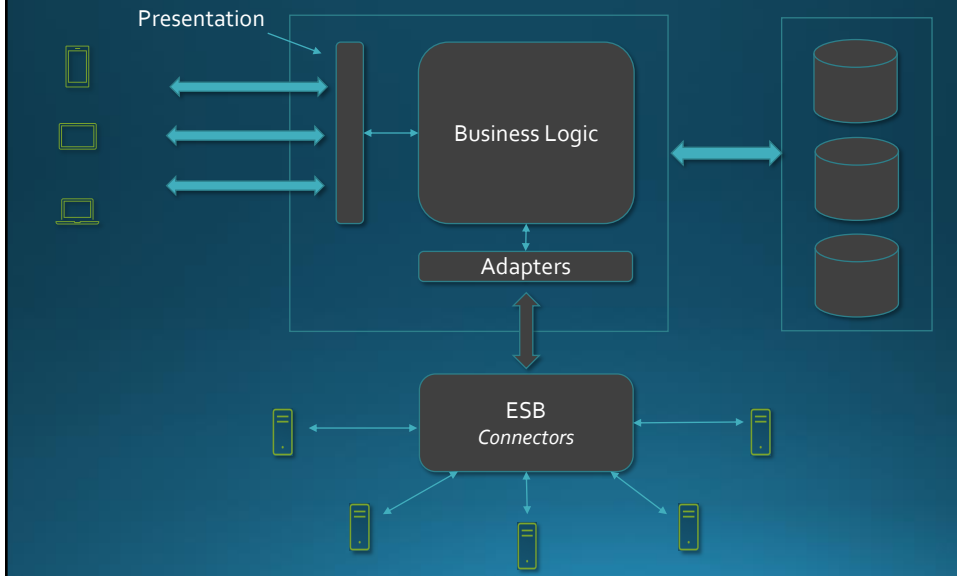 Presentation
Business Logic
Adapters
ESB
Connectors